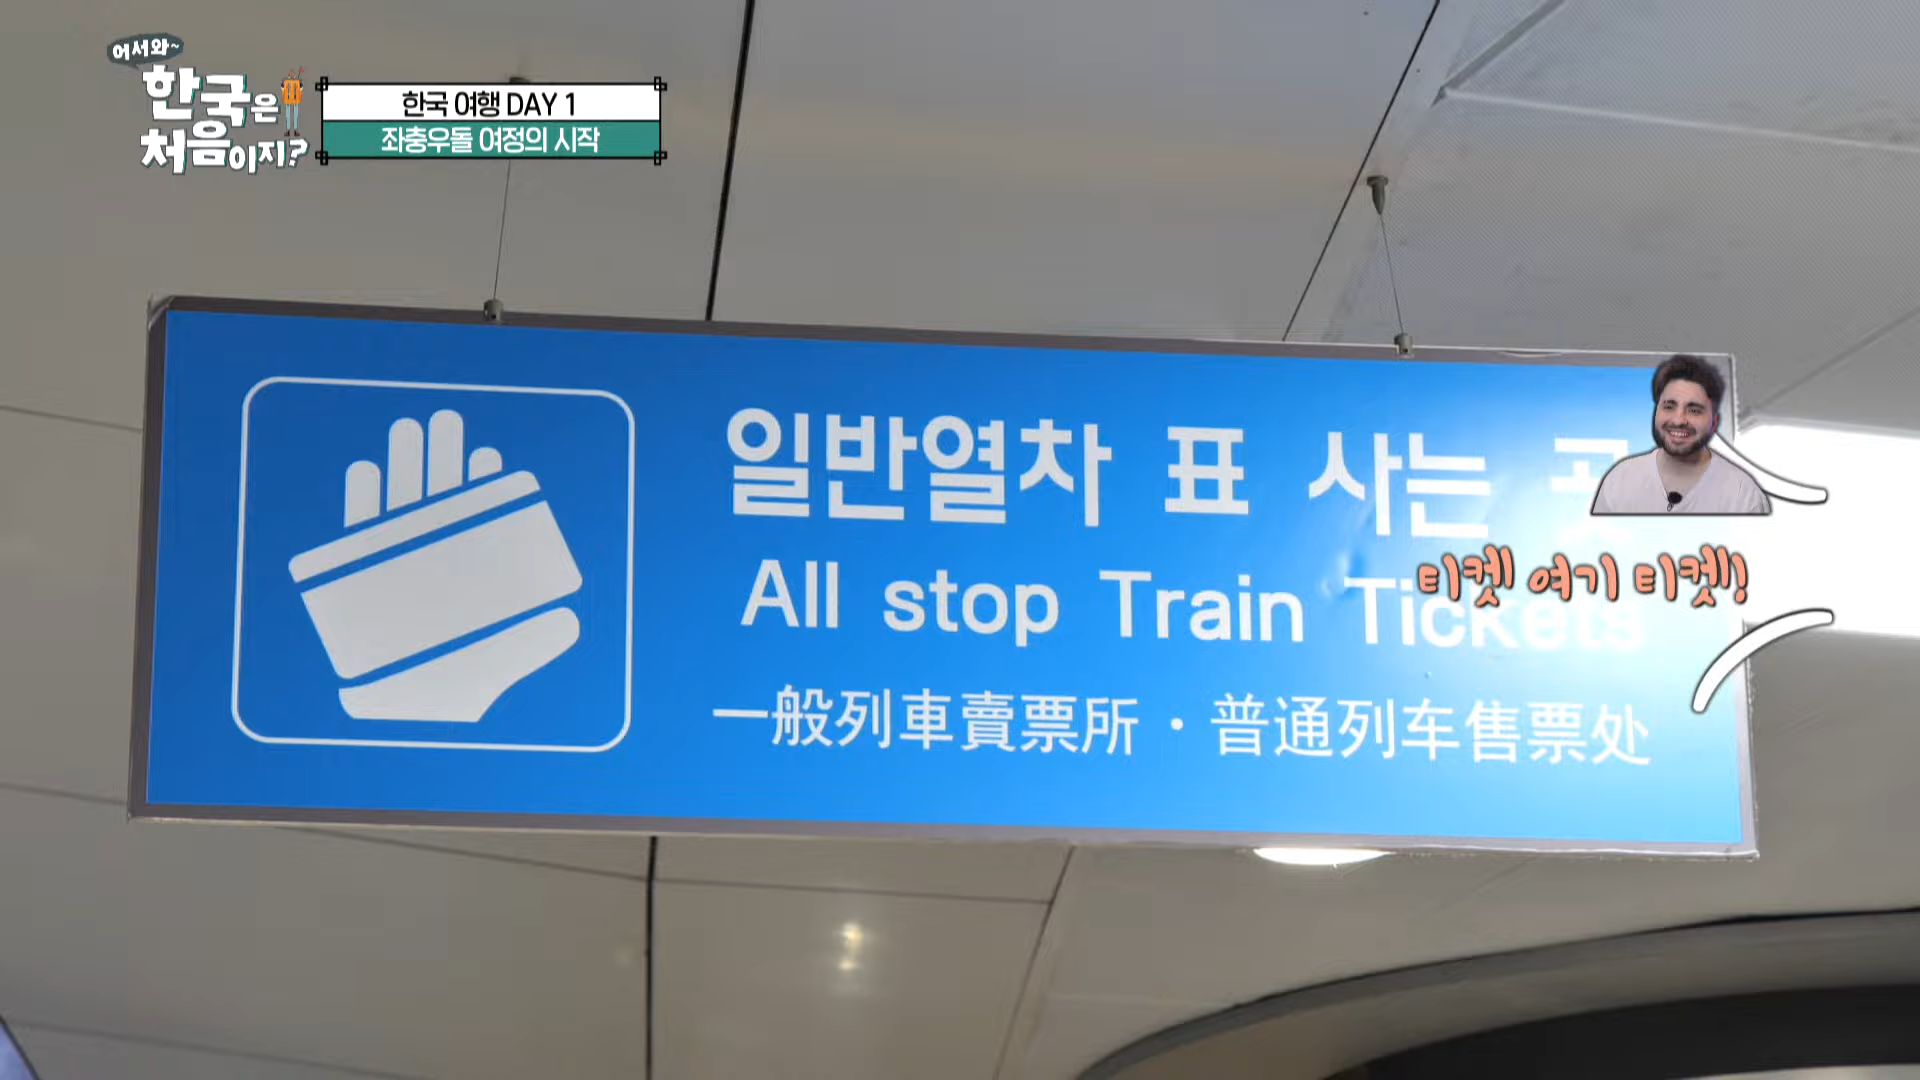 어서와~
한국은
처음이지?
한국 여행 DAY 1
좌충우돌 여정의 시작
일반열차 표 사는
All stop Train Tickets
티켓 여기 티켓!
一般列車賣票所・普通列车售票处